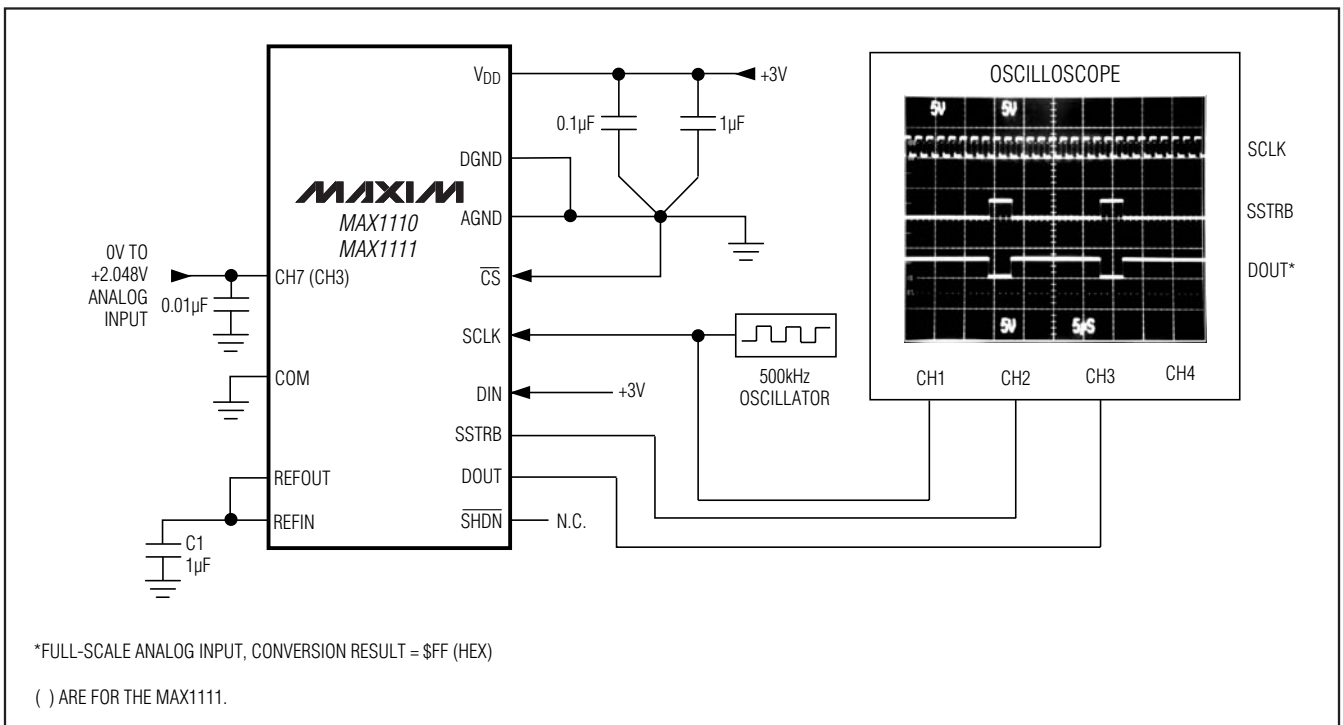 VDD
+3V
OSCILLOSCOPE
5V 5V
0.1µF
1µF
SCLK
DGND
MAXIM
MAX1110
MAX1111
AGND
SSTRB
0V TO
+2.048V
ANALOG
INPUT
CH7 (CH3)
CS
DOUT*
0.01µF
SCLK
5V 5µS
500kHz
OSCILLATOR
CH1 CH2 CH3 CH4
COM
DIN
+3V
SSTRB
REFOUT
DOUT
REFIN
SHDN
N.C.
C1
1µF
*FULL-SCALE ANALOG INPUT, CONVERSION RESULT = $FF (HEX)
( ) ARE FOR THE MAX1111.